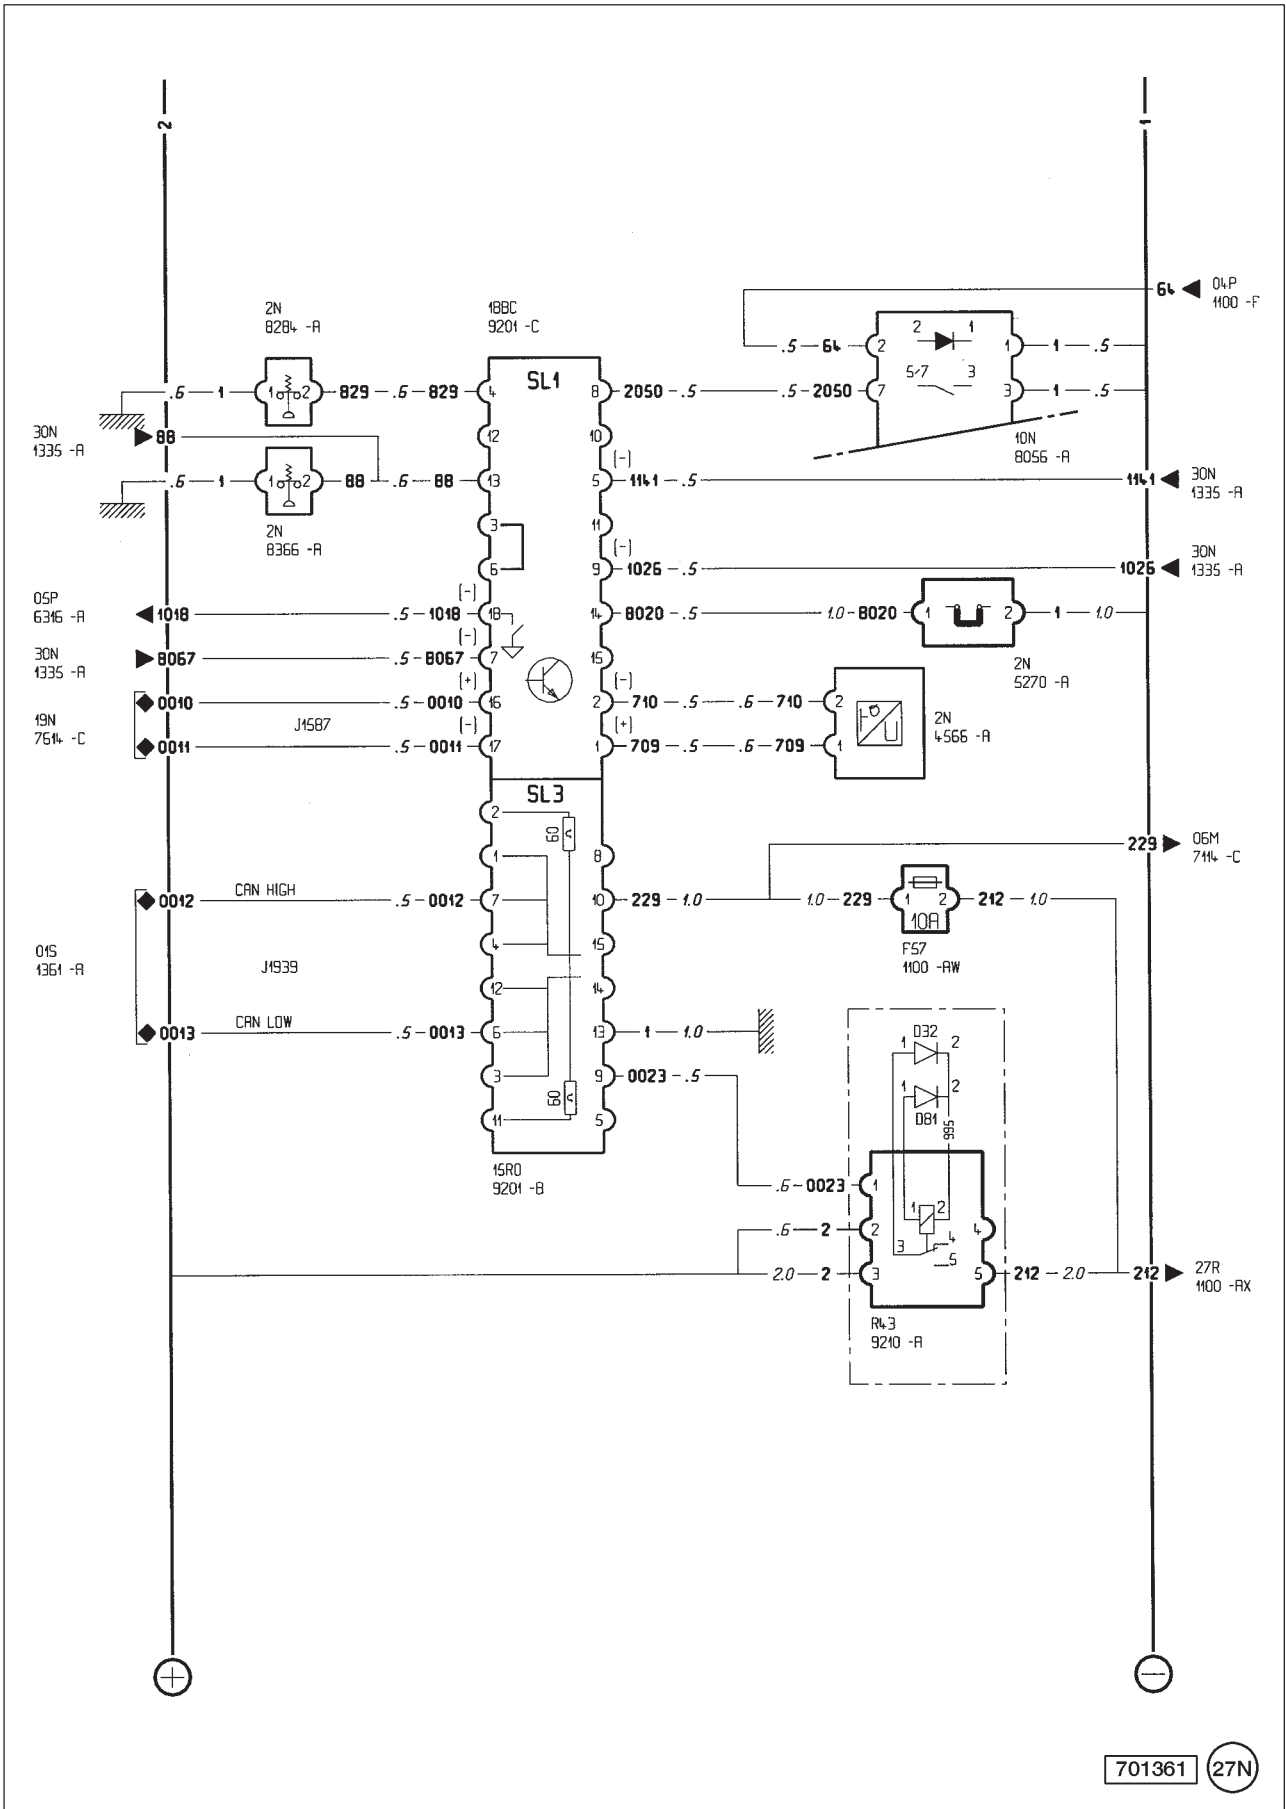 2
1
64 04P
1100 -F
2N
8284 -A
18BC
9201 -C
.5 64 2 2 1 1 1 .5
5/7 3
.6 1 1 2 829 .6 829 4 SL1 8 2050 .5 .5 2050 7 3 1 .5
30N
1335 -A
88
12 10
10N
8056 -A
.6 1 1 2 88 .6 88 13 5 (-) 1141 .5 1141 30N
1335 -A
2N
8366 -A
3 11
6 9 (-) 1026 .5 1026 30N
1335 -A
05P
6316 -A
1018 .5 1018 (-) 18 14 8020 .5 1.0 8020 1 2 1 1.0
30N
1335 -A
8067 .5 8067 (-) 7 15
2N
5270 -A
19N
7614 -C
0010 .5 0010 (+) 16 2 (-) 710 .5 .6 710 2
J1587
2N
4566 -A
0011 .5 0011 (-) 17 1 (+) 709 .5 .6 709 1
SL3
2 60
1 8
229 06M
7114 -C
0012 CAN HIGH .5 0012 7 10 229 1.0 1.0 229 1 2 212 1.0
10A
F57
1100 -AW
4 15
01S
1361 -A
J1939
12 14
0013 CAN LOW .5 0013 6 13 1 1.0
3 9 0023 .5
11 60 5
15RO
9201 -B
1 D32 2
1 D81 2
995
.6 0023 1
1 2
.6 2 2 4
3 4
5
2.0 2 3 5 212 2.0 212 27R
1100 -AX
R43
9210 -A
+
−
701361 27N